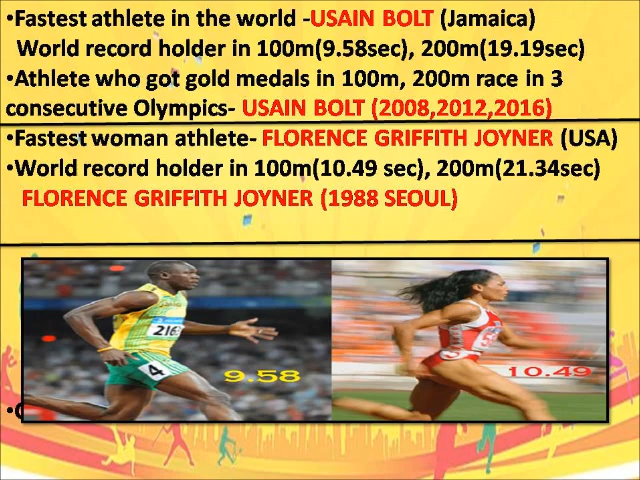 •Fastest athlete in the world -USAIN BOLT (Jamaica)
World record holder in 100m(9.58sec), 200m(19.19sec)
•Athlete who got gold medals in 100m, 200m race in 3
consecutive Olympics- USAIN BOLT (2008,2012,2016)
•Fastest woman athlete- FLORENCE GRIFFITH JOYNER (USA)
•World record holder in 100m(10.49 sec), 200m(21.34sec)
FLORENCE GRIFFITH JOYNER (1988 SEOUL)
216
4
9.58
10.49